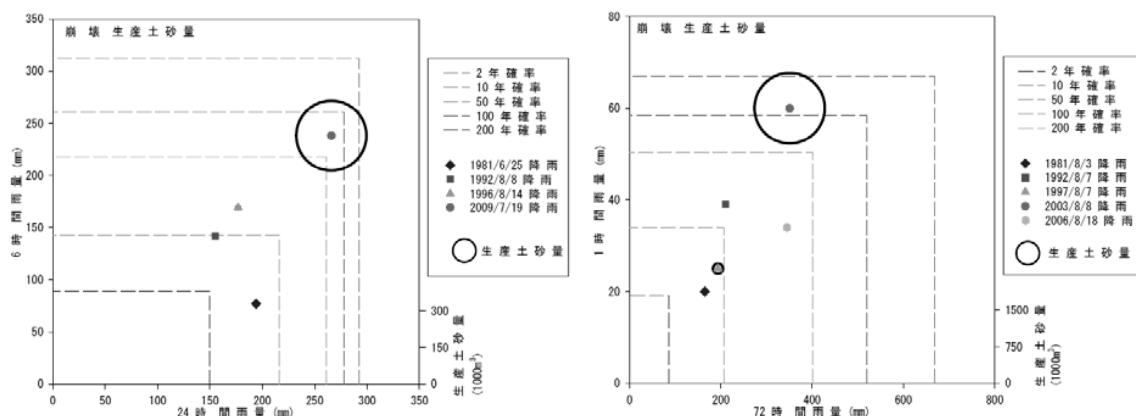 崩壊生産土砂量
350
300
250
200
150
100
50
0
6時間雨量(mm)
0 50 100 150 200 250 300 350
24時間雨量(mm)
300
150
0
生産土砂量
(1000m³)
2年確率
10年確率
50年確率
100年確率
200年確率
1981/6/25降雨
1992/8/8降雨
1996/8/14降雨
2009/7/19降雨
生産土砂量
崩壊生産土砂量
80
60
40
20
0
1時間雨量(mm)
0 200 400 600 800
72時間雨量(mm)
1500
750
0
生産土砂量
(1000m³)
2年確率
10年確率
50年確率
100年確率
200年確率
1981/8/3降雨
1992/8/7降雨
1997/8/7降雨
2003/8/8降雨
2006/8/18降雨
生産土砂量